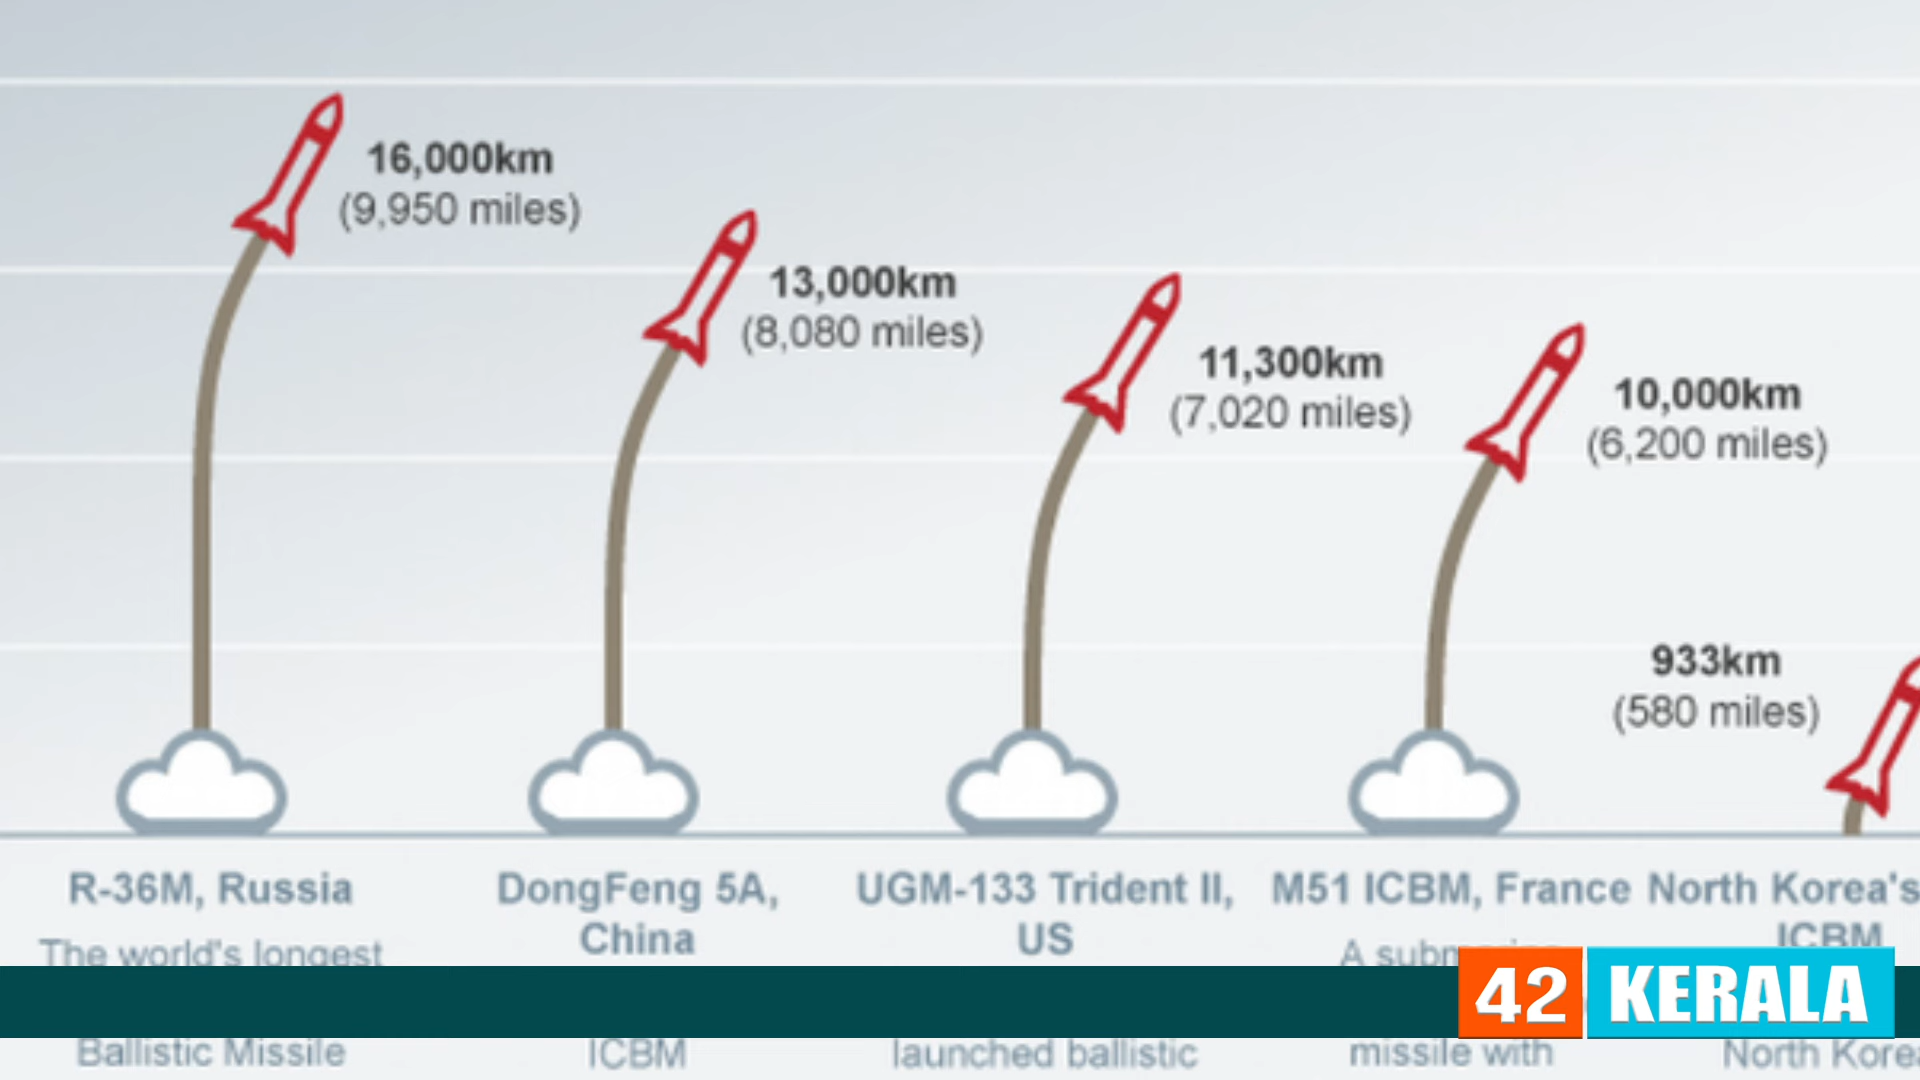 16,000km
(9,950 miles)
13,000km
(8,080 miles)
11,300km
(7,020 miles)
10,000km
(6,200 miles)
933km
(580 miles)
R-36M, Russia
The world's longest
Ballistic Missile
DongFeng 5A,
China
ICBM
UGM-133 Trident II,
US
launched ballistic
M51 ICBM, France
A
missile with
North Korea's
ICBM
North
42 KERALA